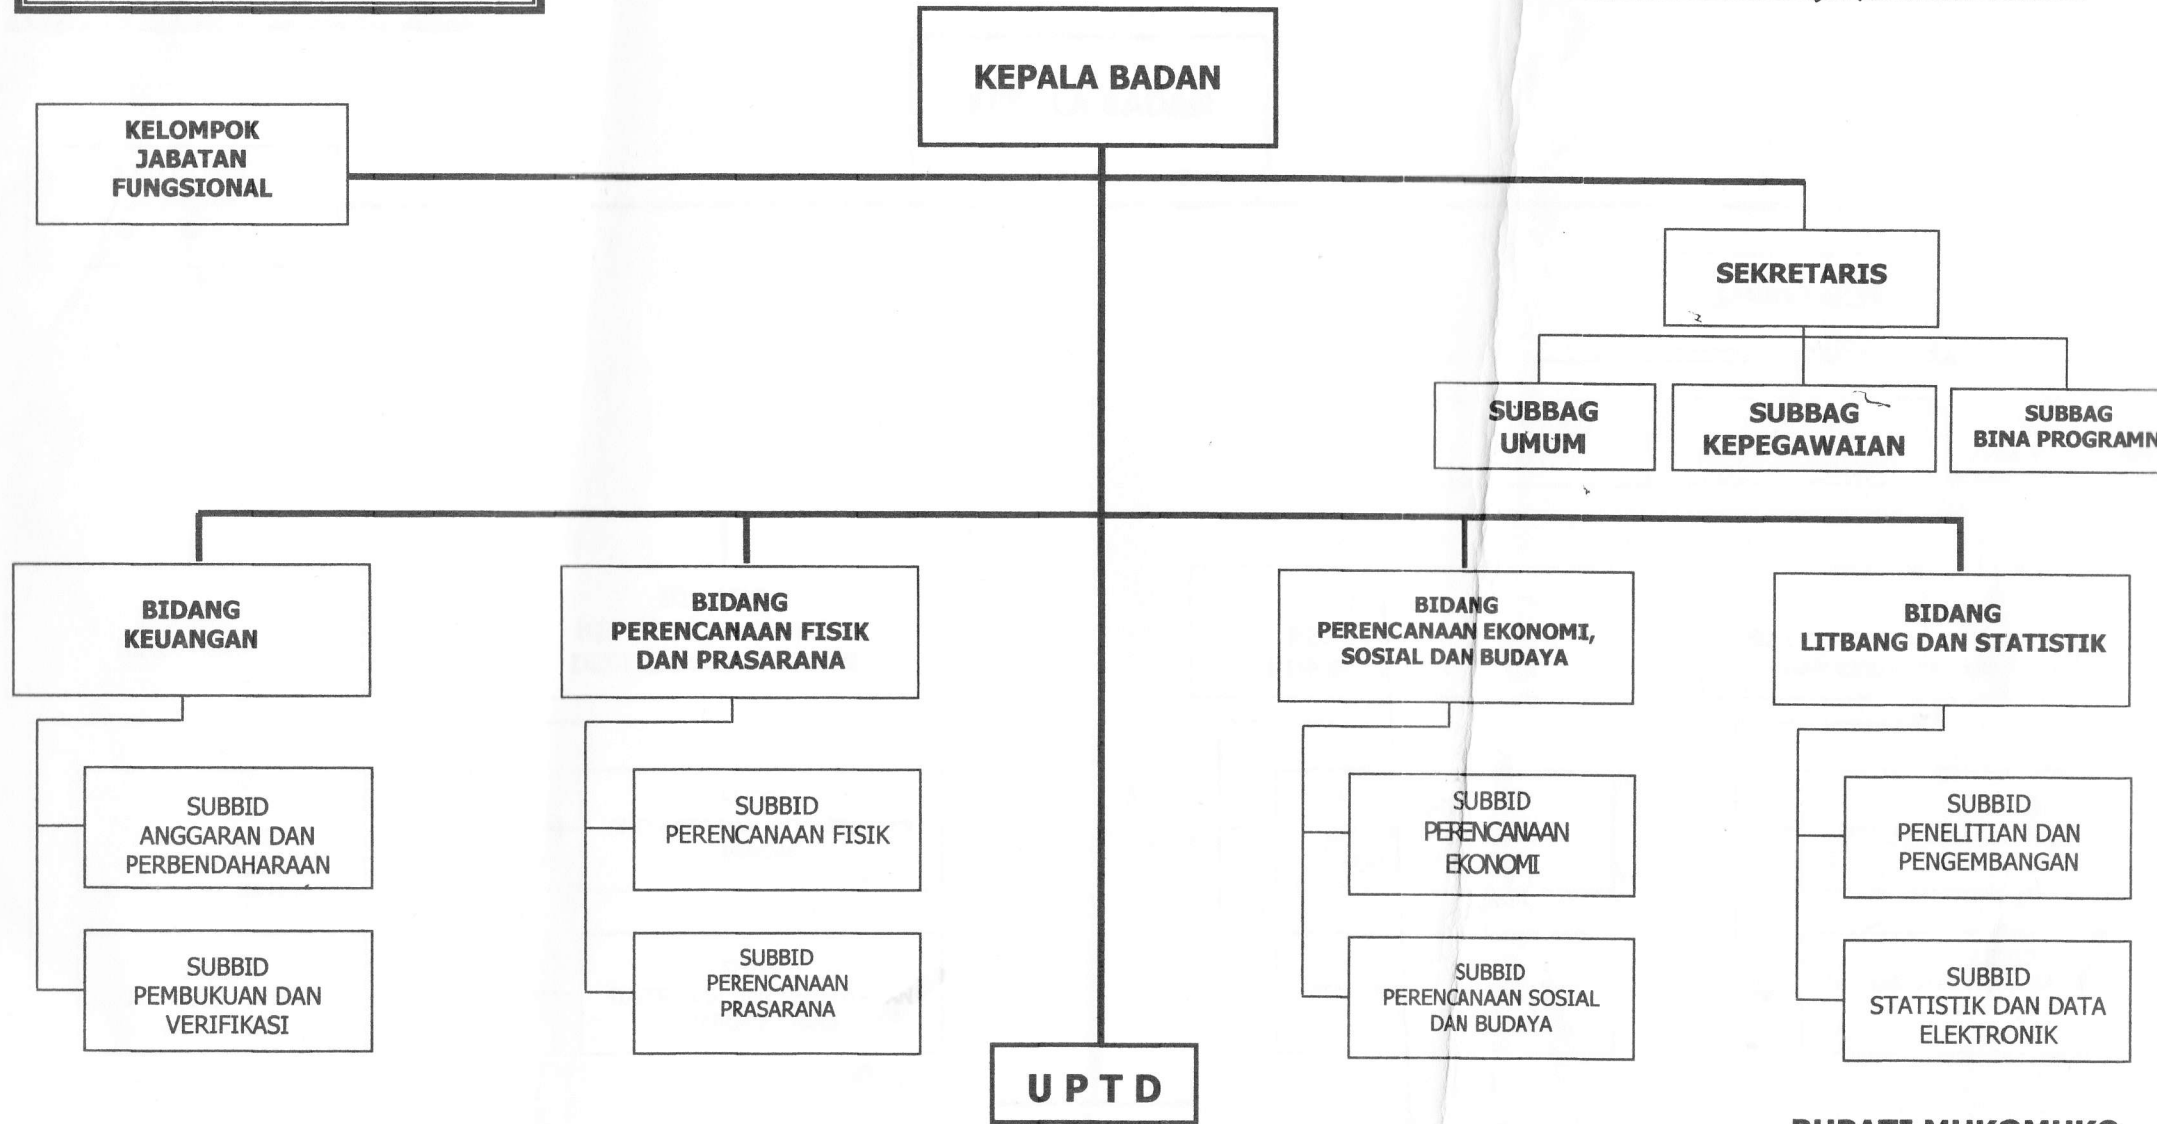 KEPALA BADAN
KELOMPOK
JABATAN
FUNGSIONAL
SEKRETARIS
SUBBAG
UMUM
SUBBAG
KEPEGAWAIAN
SUBBAG
BINA PROGRAMN
BIDANG
KEUANGAN
BIDANG
PERENCANAAN FISIK
DAN PRASARANA
BIDANG
PERENCANAAN EKONOMI,
SOSIAL DAN BUDAYA
BIDANG
LITBANG DAN STATISTIK
SUBBID
ANGGARAN DAN
PERBENDAHARAAN
SUBBID
PERENCANAAN FISIK
SUBBID
PERENCANAAN
EKONOMI
SUBBID
PENELITIAN DAN
PENGEMBANGAN
SUBBID
PEMBUKUAN DAN
VERIFIKASI
SUBBID
PERENCANAAN
PRASARANA
SUBBID
PERENCANAAN SOSIAL
DAN BUDAYA
SUBBID
STATISTIK DAN DATA
ELEKTRONIK
U P T D
BUPATI MUKOMUKO